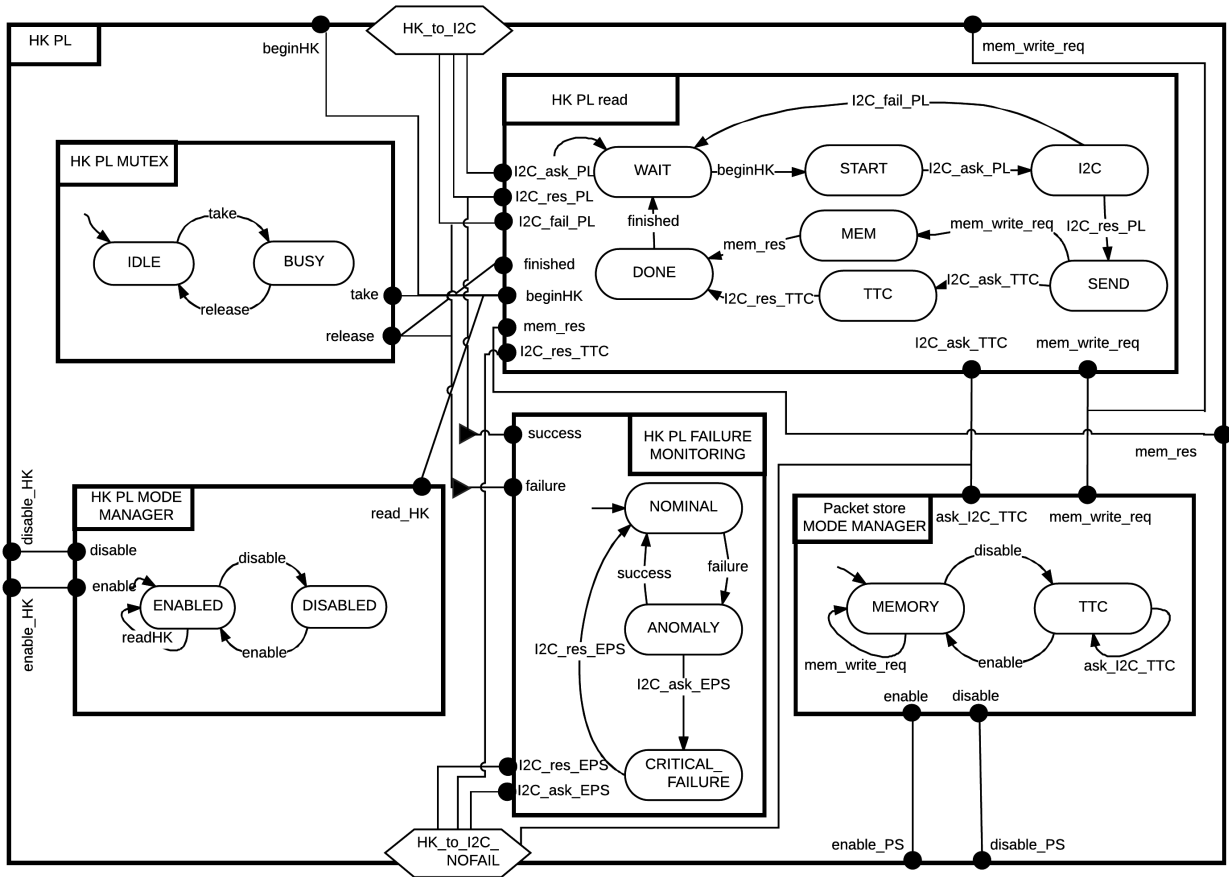 HK PL
beginHK
HK_to_I2C
mem_write_req
HK PL read
I2C_fail_PL
I2C_ask_PL
WAIT
beginHK
START
I2C_ask_PL
I2C
I2C_res_PL
I2C_fail_PL
finished
mem_write_req
I2C_res_PL
MEM
mem_res
finished
DONE
I2C_res_TTC
TTC
I2C_ask_TTC
SEND
beginHK
mem_res
I2C_res_TTC
I2C_ask_TTC
mem_write_req
HK PL MUTEX
take
IDLE
BUSY
release
take
release
success
failure
HK PL FAILURE
MONITORING
NOMINAL
success
failure
ANOMALY
I2C_res_EPS
I2C_ask_EPS
CRITICAL_
FAILURE
I2C_res_EPS
I2C_ask_EPS
mem_res
disable_HK
enable_HK
HK PL MODE
MANAGER
read_HK
disable
enable
disable
ENABLED
DISABLED
readHK
enable
Packet store
MODE MANAGER
ask_I2C_TTC
mem_write_req
disable
MEMORY
TTC
mem_write_req
enable
ask_I2C_TTC
enable
disable
HK_to_I2C_
NOFAIL
enable_PS
disable_PS